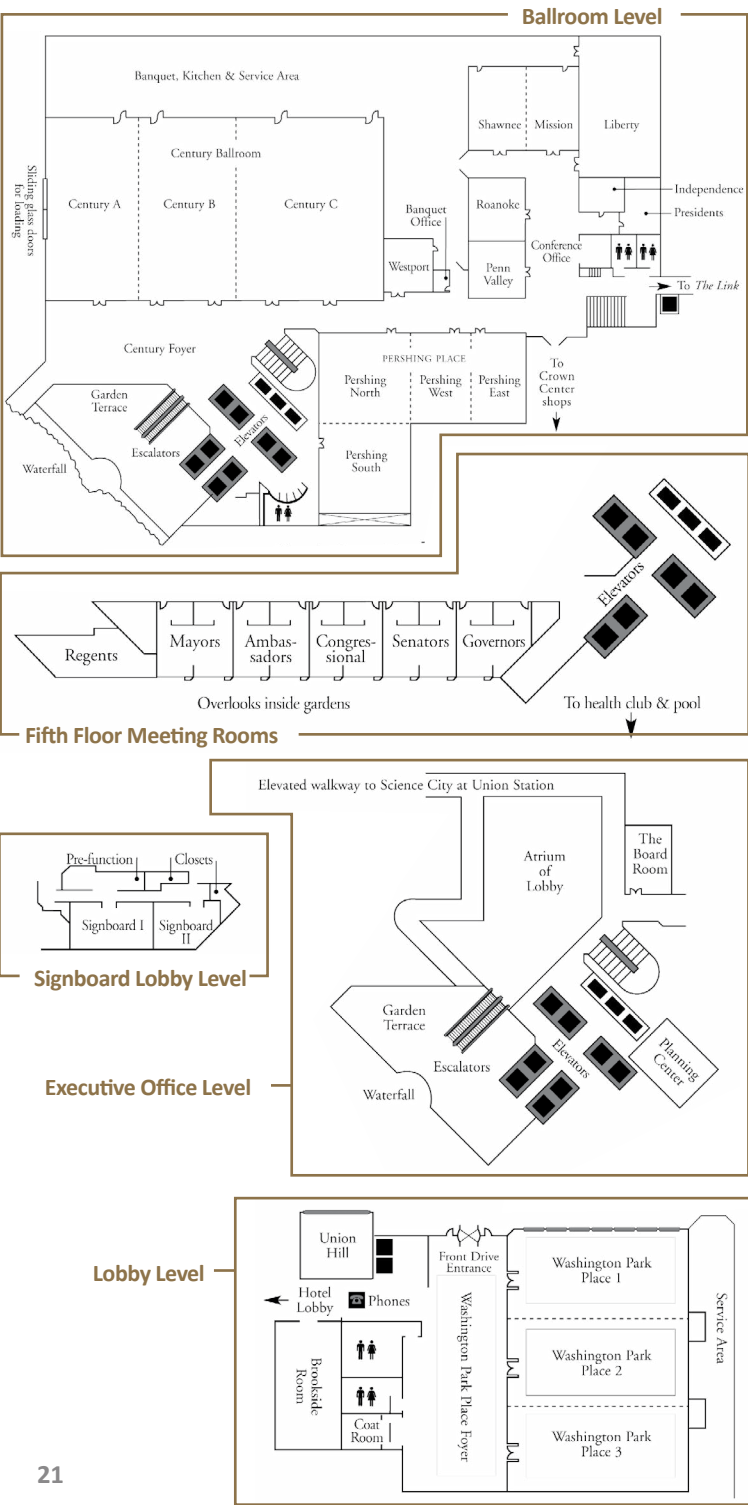 Ballroom Level
Banquet, Kitchen & Service Area
Shawnee
Mission
Liberty
Century Ballroom
Sliding glass doors
for loading
Century A
Century B
Century C
Independence
Roanoke
Presidents
Banquet
Office
Conference
Office
Westport
Penn
Valley
To The Link
Century Foyer
PERSHING PLACE
To
Crown
Center
shops
Pershing
North
Pershing
West
Pershing
East
Garden
Terrace
Elevators
Escalators
Waterfall
Pershing
South
Elevators
Regents
Mayors
Ambas-
sadors
Congres-
sional
Senators
Governors
Overlooks inside gardens
To health club & pool
Fifth Floor Meeting Rooms
Elevated walkway to Science City at Union Station
The
Board
Room
Atrium
of
Lobby
Pre-function
Closets
Signboard I
Signboard
II
Signboard Lobby Level
Garden
Terrace
Elevators
Escalators
Planning
Center
Waterfall
Executive Office Level
Union
Hill
Front Drive
Entrance
Washington Park
Place 1
Lobby Level
Hotel
Lobby
Phones
Washington Park Place Foyer
Service Area
Brookside
Room
Washington Park
Place 2
Coat
Room
Washington Park
Place 3
21